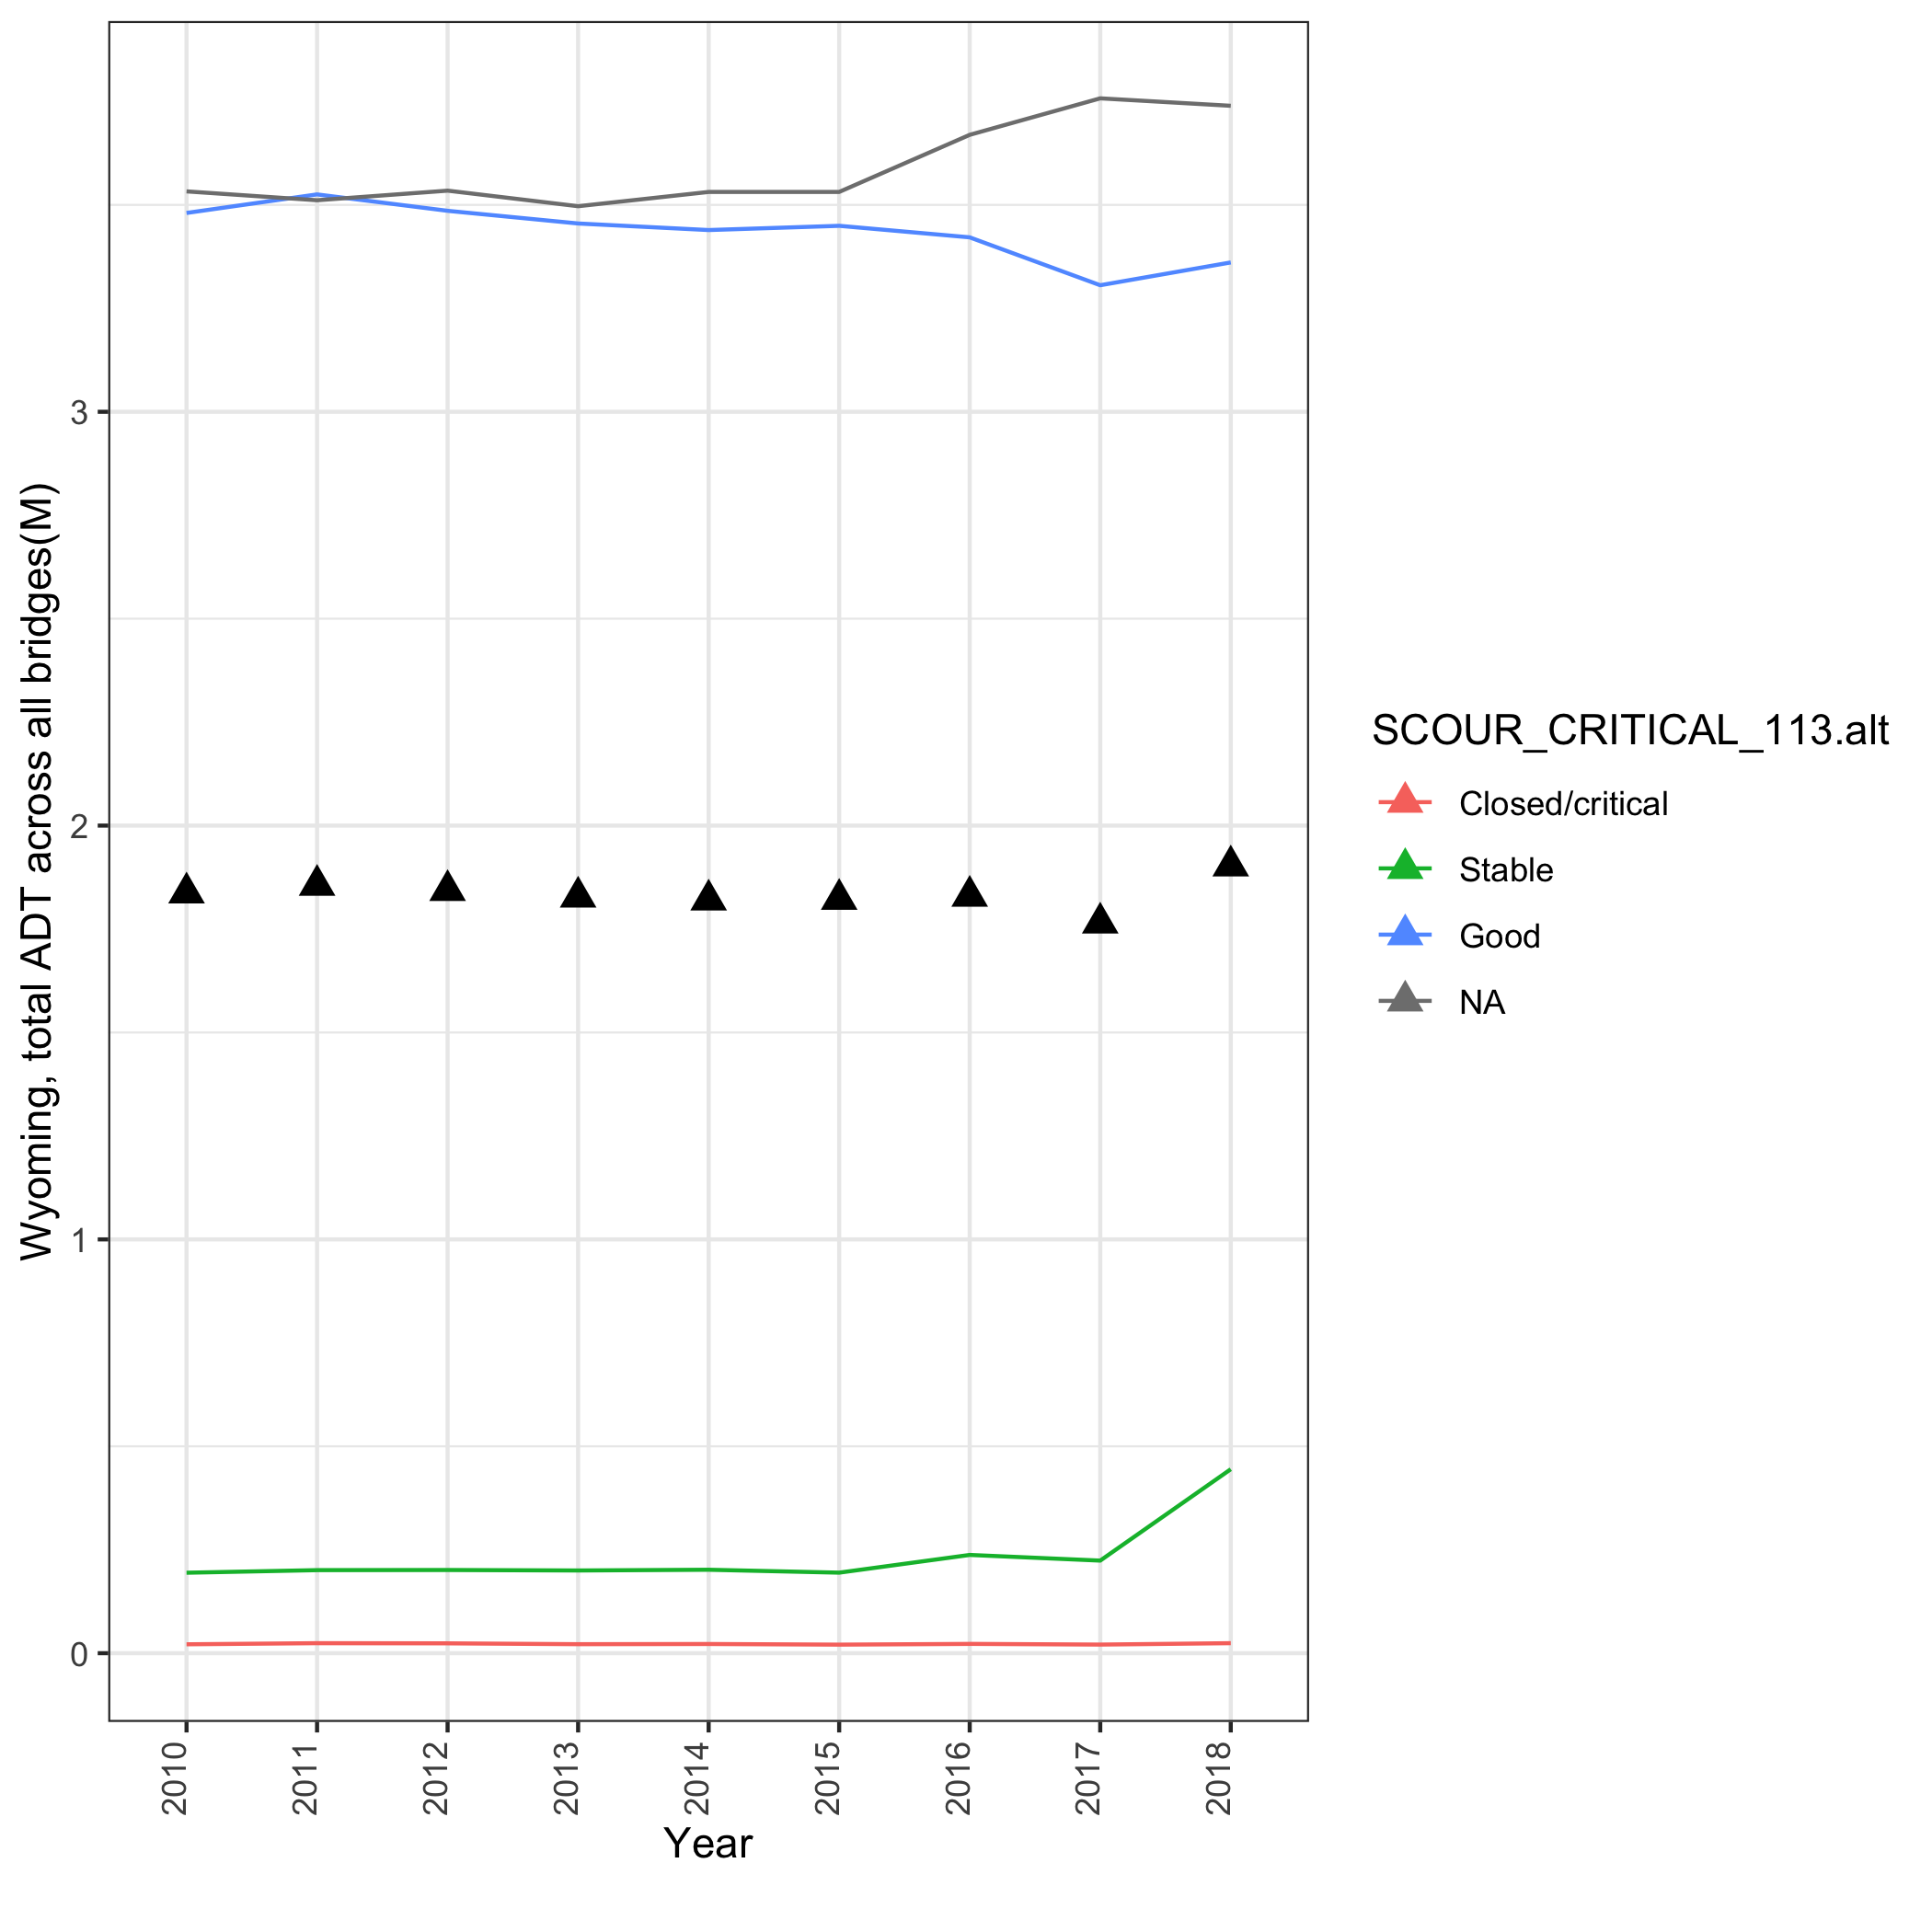 Wyoming, total ADT across all bridges(M)
3
2
1
0
2010
2011
2012
2013
2014
2015
2016
2017
2018
Year
SCOUR_CRITICAL_113.alt
Closed/critical
Stable
Good
NA